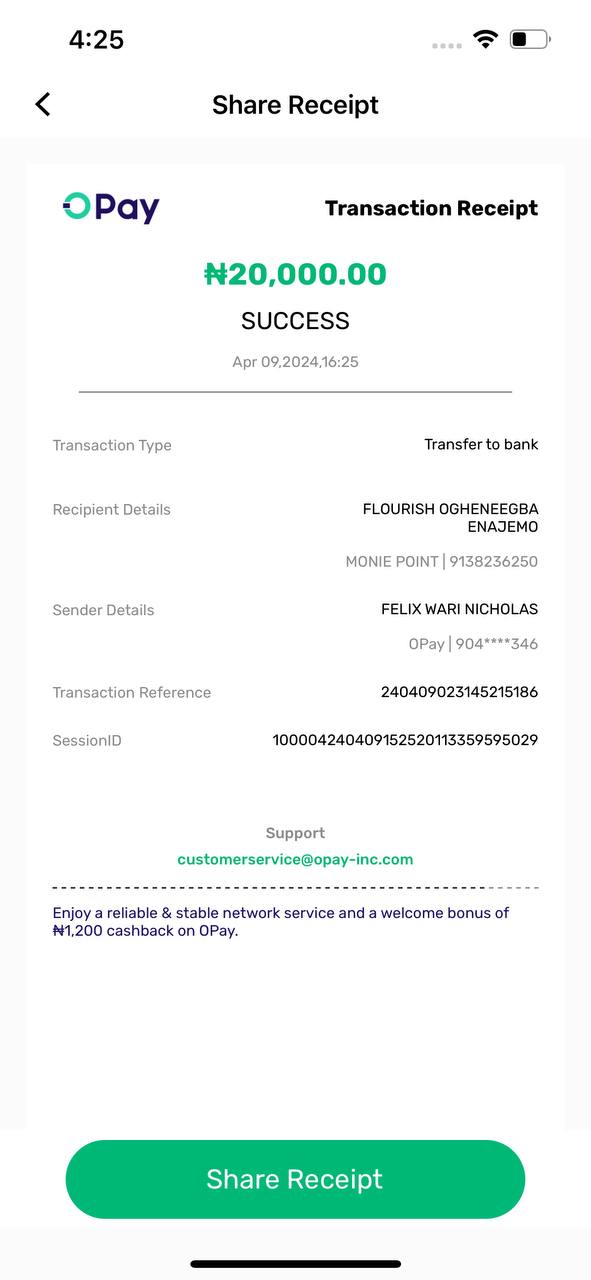 4:25
Share Receipt
OPay
Transaction Receipt
₦20,000.00
SUCCESS
Apr 09,2024,16:25
Transaction Type Transfer to bank
Recipient Details FLOURISH OGHENEEGBA
ENAJEMO
MONIE POINT | 9138236250
Sender Details FELIX WARI NICHOLAS
OPay | 904****346
Transaction Reference 240409023145215186
SessionID 100004240409152520113359595029
Support
customerservice@opay-inc.com
Enjoy a reliable & stable network service and a welcome bonus of
₦1,200 cashback on OPay.
Share Receipt